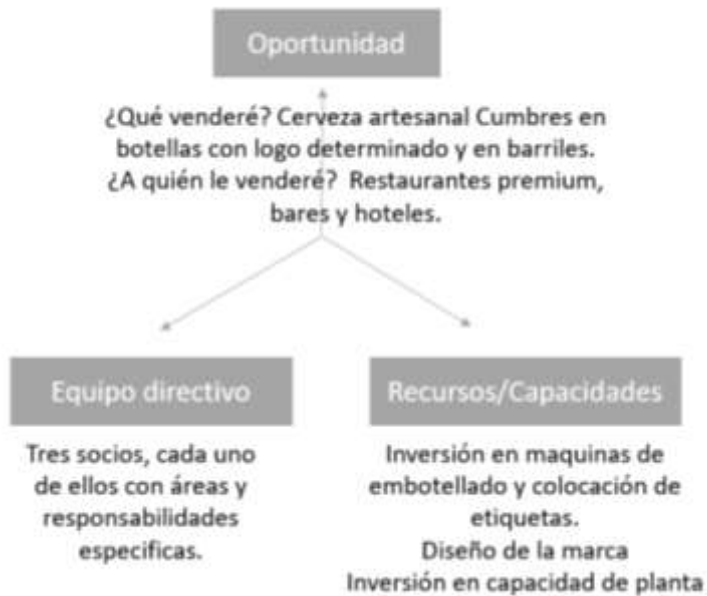 Oportunidad
¿Qué venderé? Cerveza artesanal Cumbres en
botellas con logo determinado y en barriles.
¿A quién le venderé? Restaurantes premium,
bares y hoteles.
Equipo directivo
Tres socios, cada uno
de ellos con áreas y
responsabilidades
especificas.
Recursos/Capacidades
Inversión en maquinas de
embotellado y colocación de
etiquetas.
Diseño de la marca
Inversión en capacidad de planta